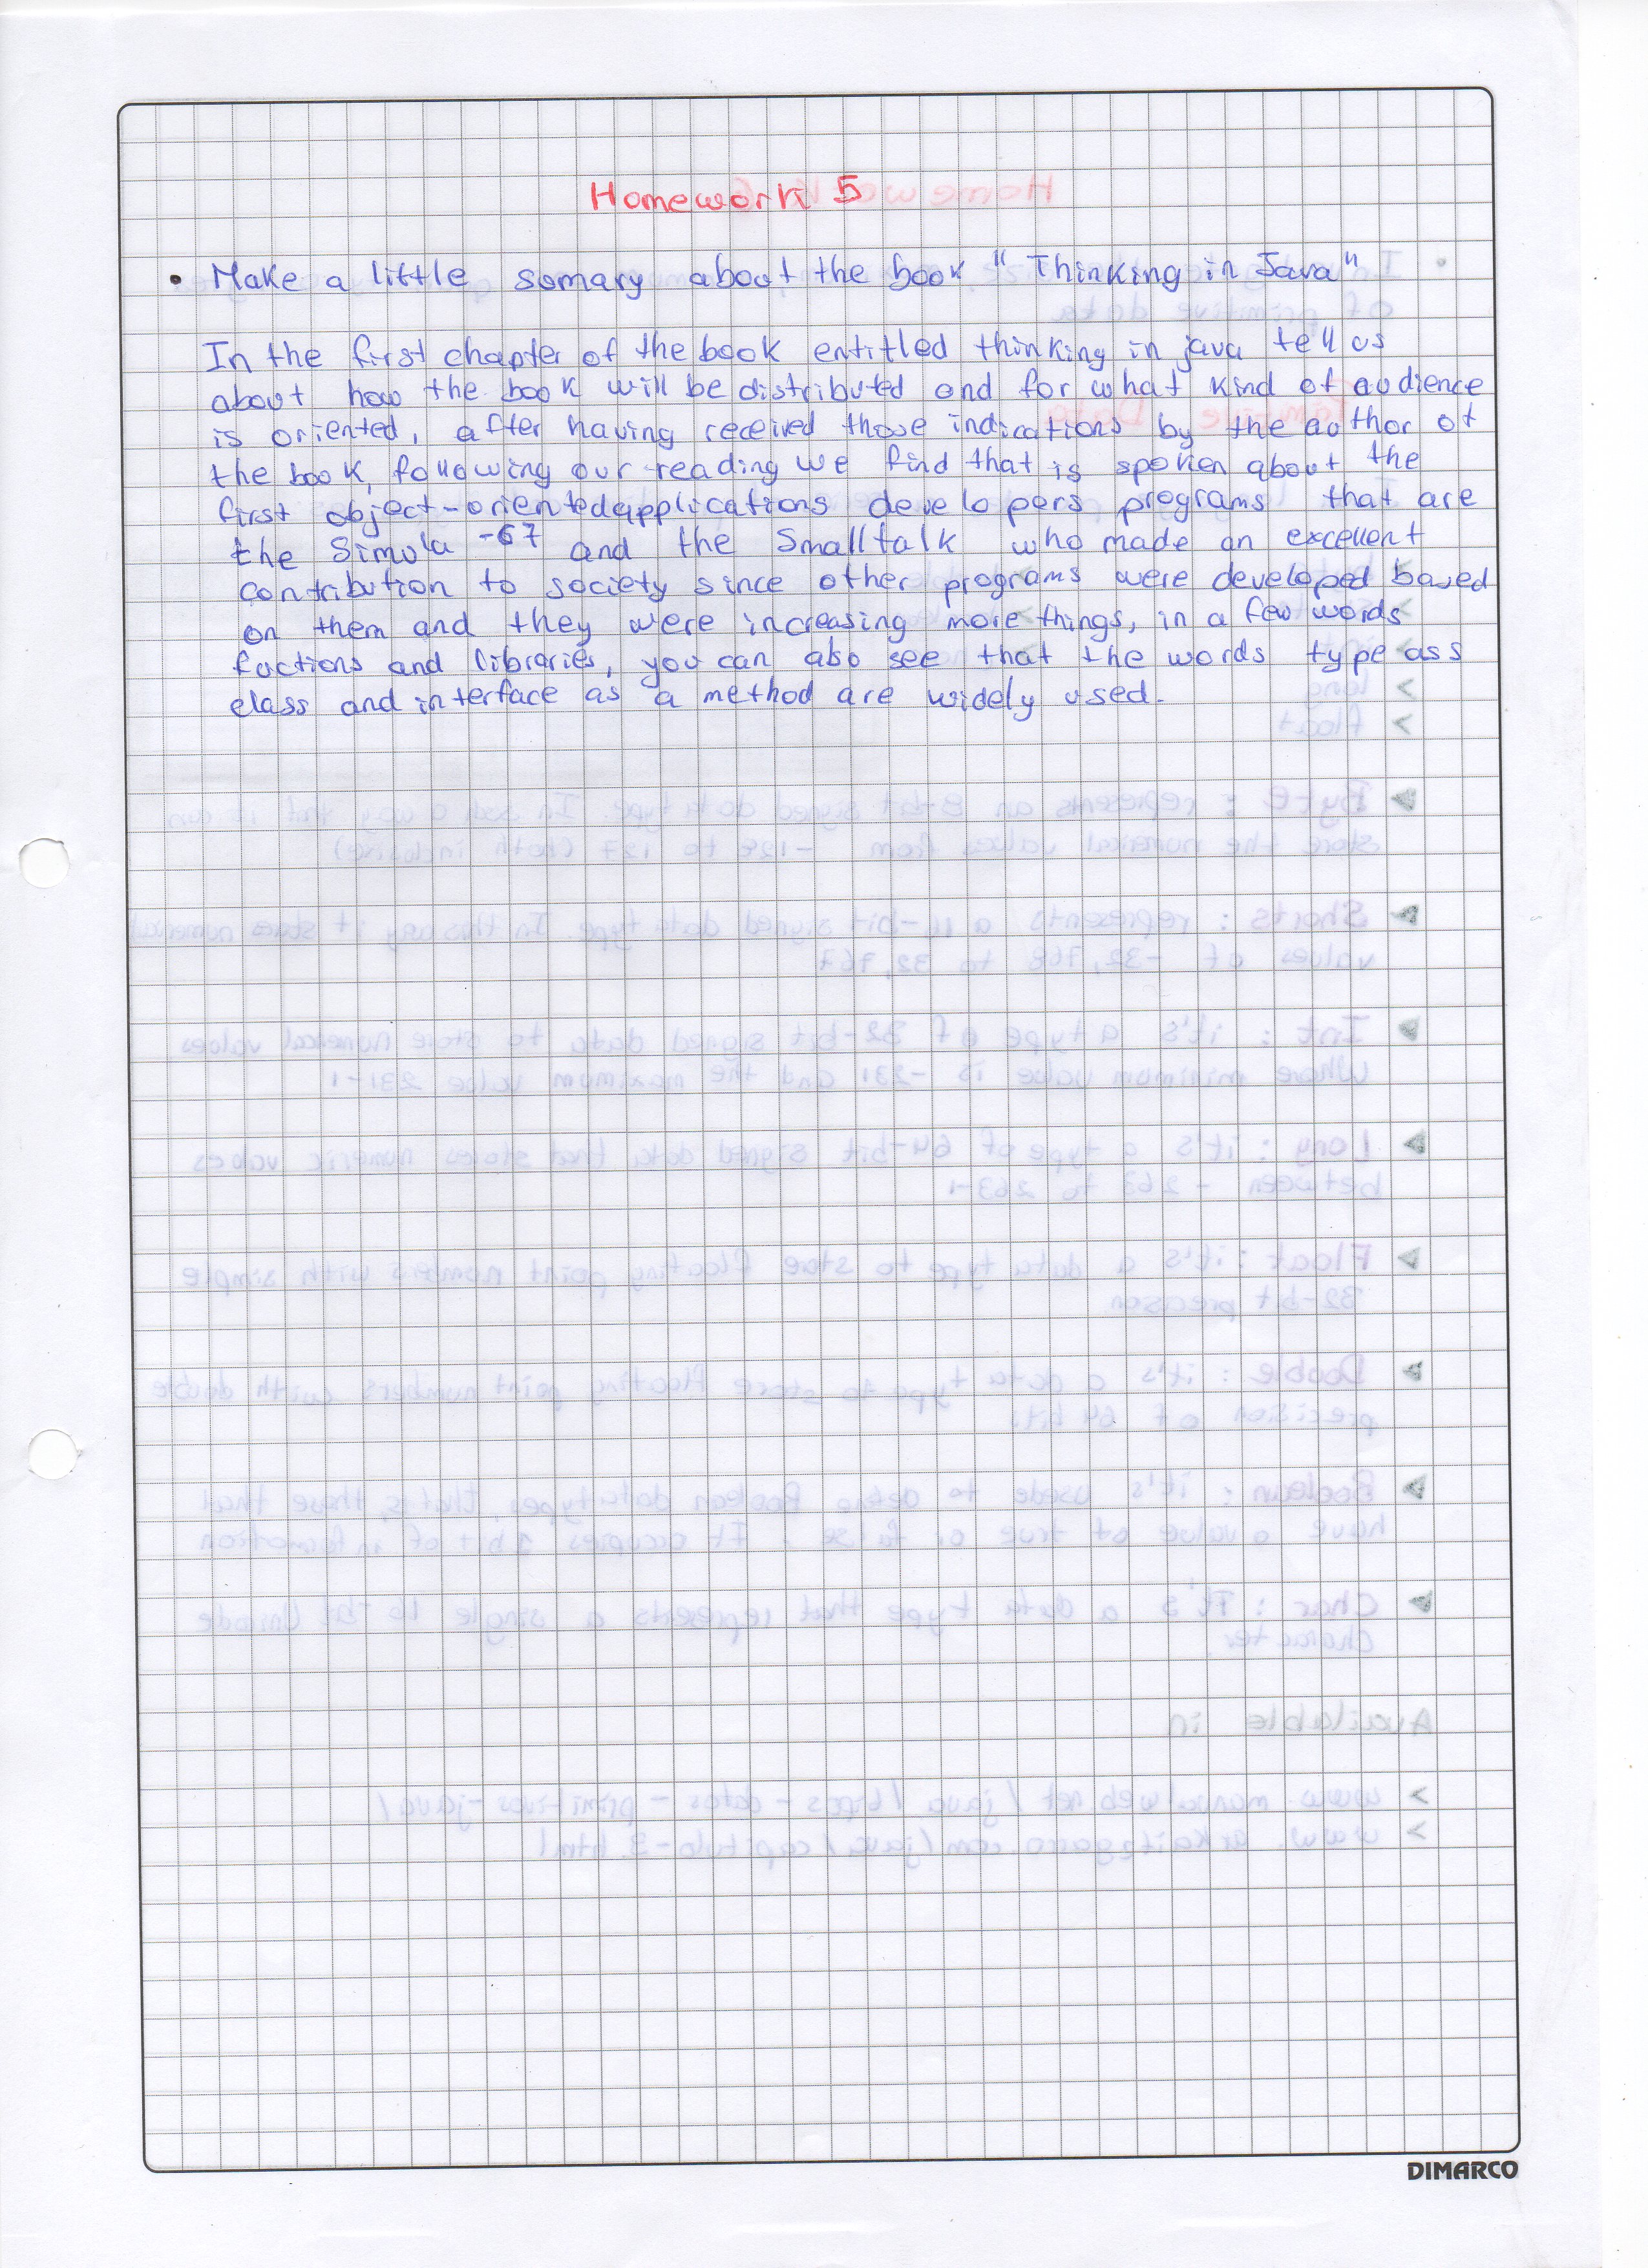 Homework 5
• Make a little somary about the book "Thinking in Java"
In the first chapter of the book entitled thinking in java tell us
about how the book will be distributed and for what kind of audience
is oriented, after having received those indications by the author of
the book, following our reading we find that is spoken about the
first object-oriented applications developers programs that are
the Simula -67 and the Smalltalk who made an excellent
contribution to society since other programs were developed based
on them and they were increasing more things, in a few words
fuctions and libraries, you can also see that the words type ass
class and interface as a method are widely used.
DIMARCO